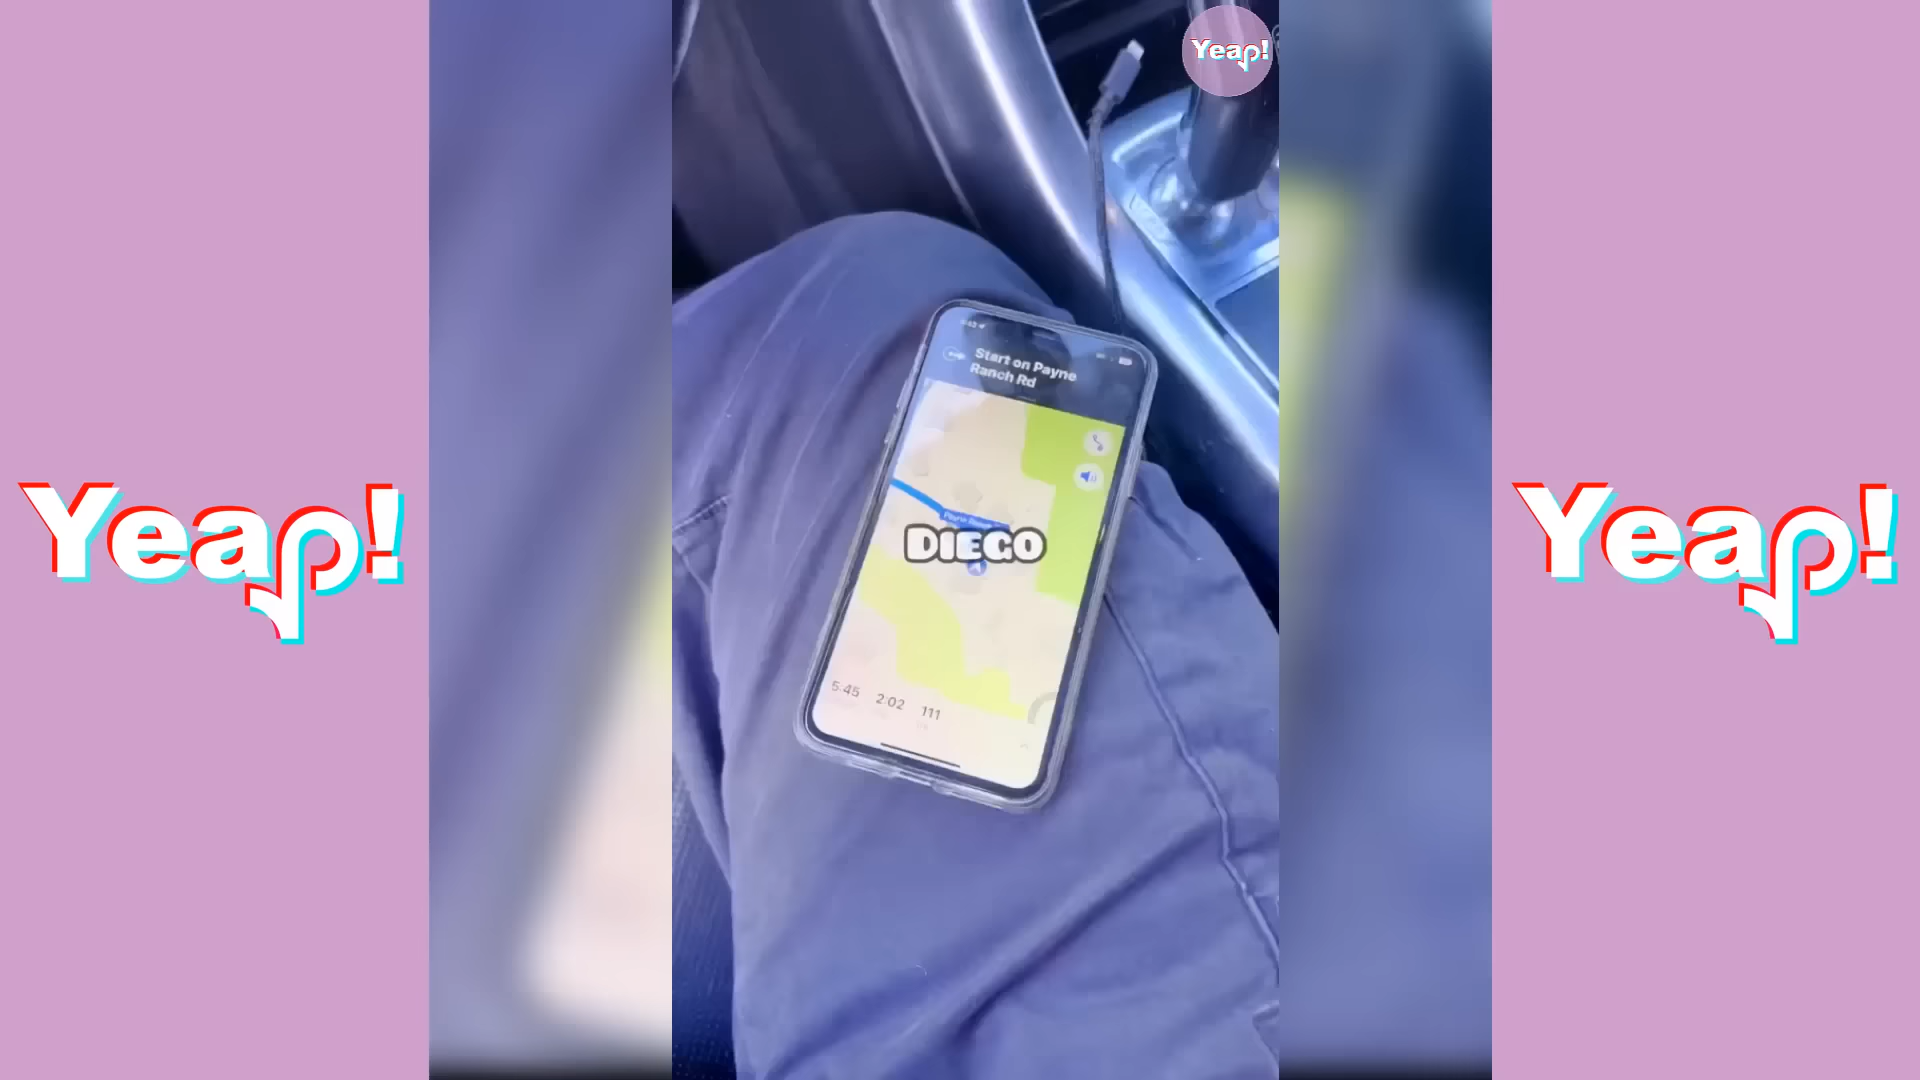 Yeap!
Start on Payne
Ranch Rd
DIEGO
5:45 2:02 111
Yeap!
Yeap!